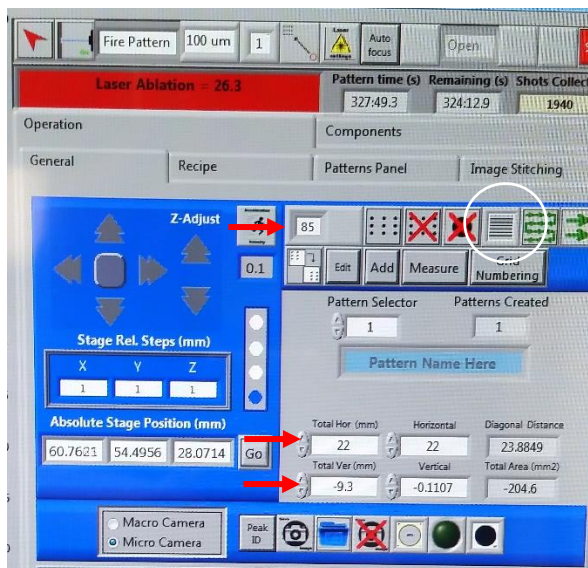 Fire Pattern 100 um 1 Laser settings Auto focus Open
Laser Ablation = 26.3
Pattern time (s) Remaining (s) Shots Collec
327:49.3 324:12.9 1940
Operation Components
General Recipe Patterns Panel Image Stitching
Z-Adjust
85
0.1
Edit Add Measure Grid Numbering
Pattern Selector Patterns Created
1 1
Pattern Name Here
Stage Rel. Steps (mm)
X Y Z
1 1 1
Absolute Stage Position (mm)
60.7621 54.4956 28.0714 Go
Total Hor (mm) Horizontal Diagonal Distance
22 22 23.8849
Total Ver (mm) Vertical Total Area (mm2)
-9.3 -0.1107 -204.6
Macro Camera
Micro Camera
Peak ID